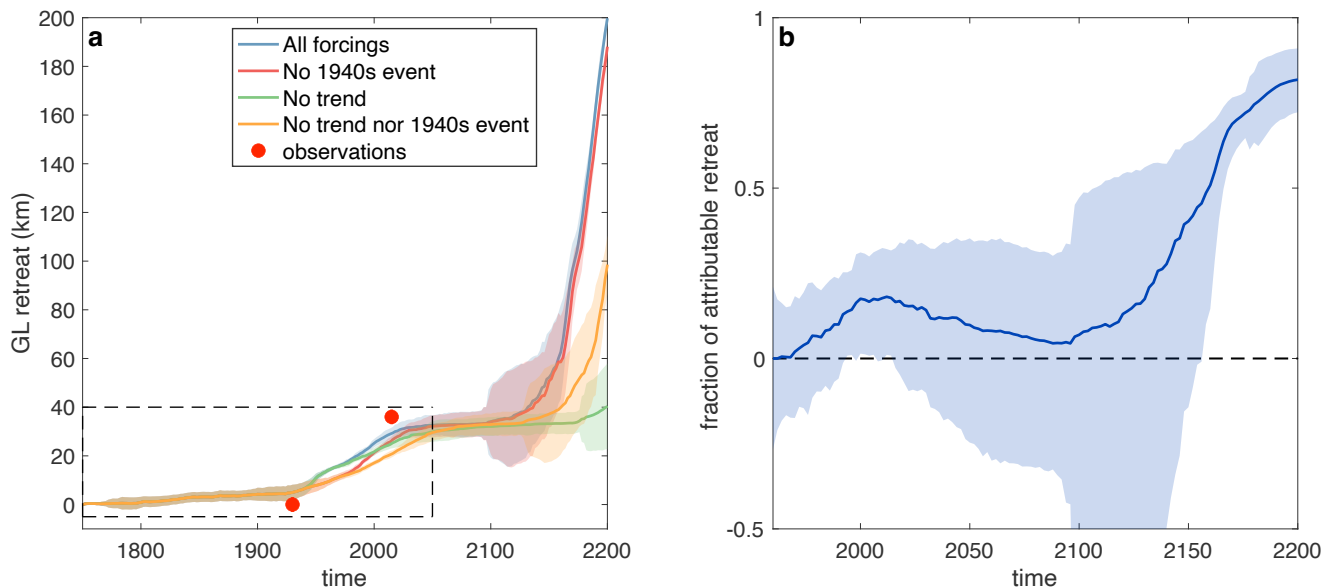 a
200
180
160
140
120
100
80
60
40
20
0
GL retreat (km)
All forcings
No 1940s event
No trend
No trend nor 1940s event
observations
1800 1900 2000 2100 2200
time
b
1
0.5
0
-0.5
fraction of attributable retreat
2000 2050 2100 2150 2200
time